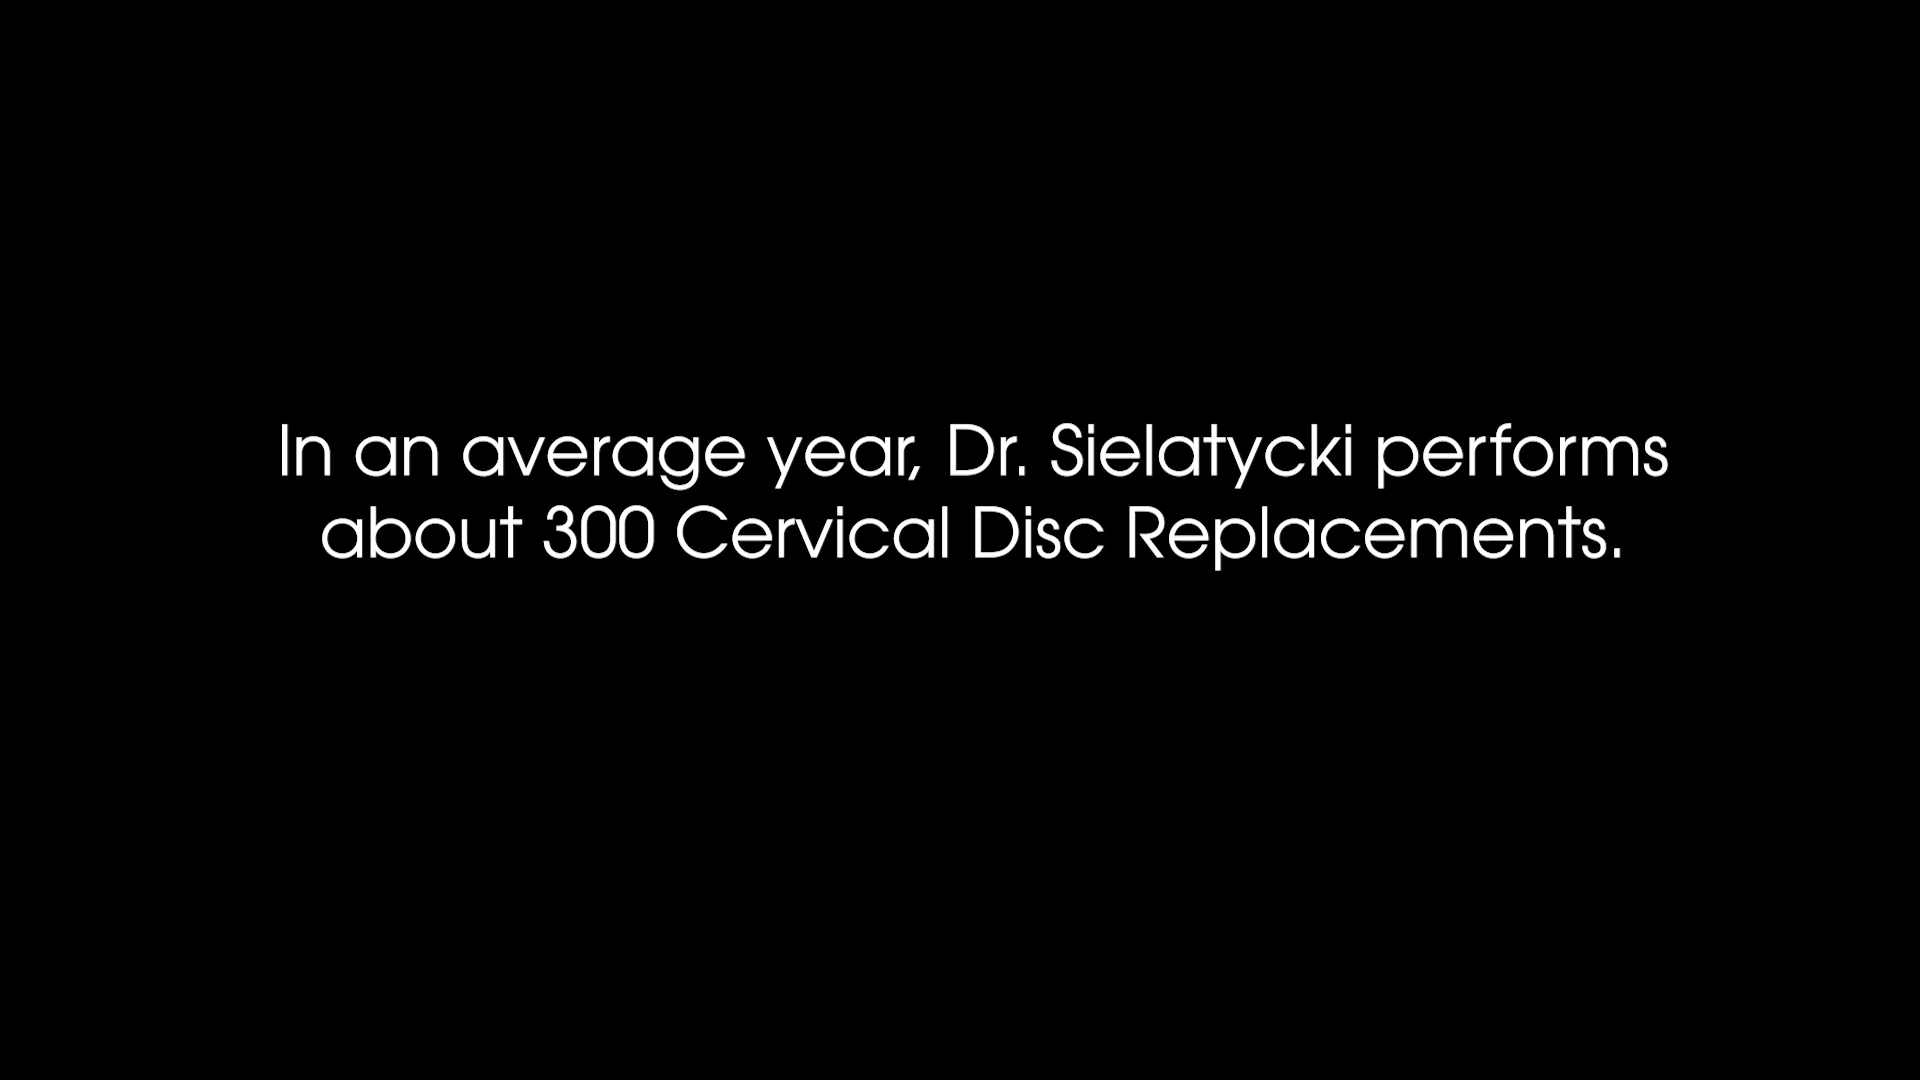 In an average year, Dr. Sielatycki performs
about 300 Cervical Disc Replacements.